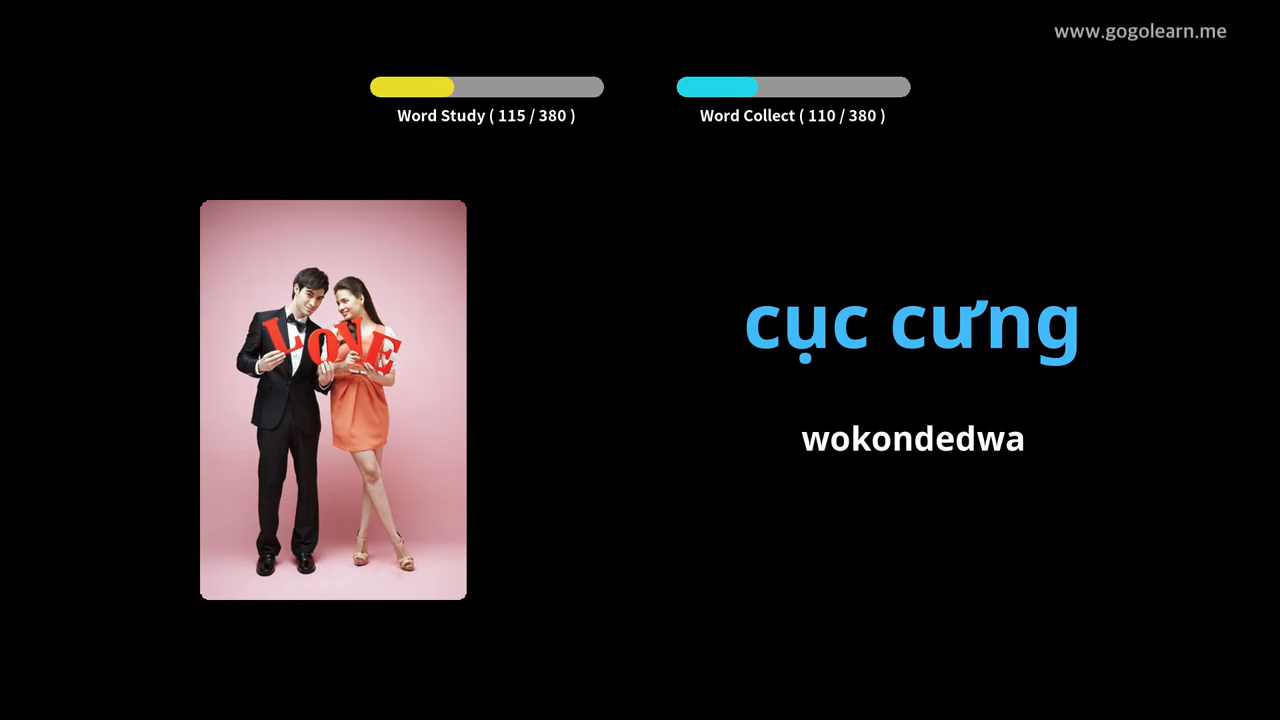 www.gogolearn.me
Word Study ( 115 / 380 )
Word Collect ( 110 / 380 )
LOVE
cục cưng
wokondedwa